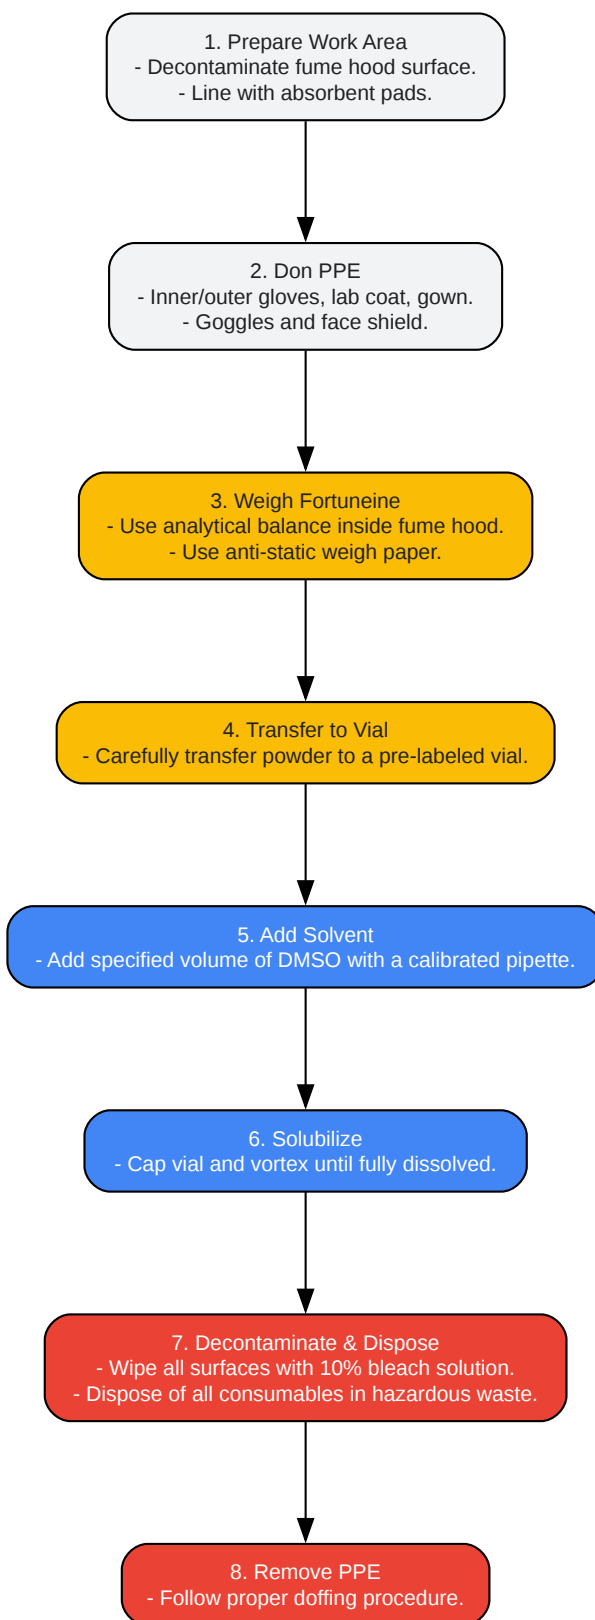 1. Prepare Work Area
- Decontaminate fume hood surface.
- Line with absorbent pads.
2. Don PPE
- Inner/outer gloves, lab coat, gown.
- Goggles and face shield.
3. Weigh Fortuneine
- Use analytical balance inside fume hood.
- Use anti-static weigh paper.
4. Transfer to Vial
- Carefully transfer powder to a pre-labeled vial.
5. Add Solvent
- Add specified volume of DMSO with a calibrated pipette.
6. Solubilize
- Cap vial and vortex until fully dissolved.
7. Decontaminate & Dispose
- Wipe all surfaces with 10% bleach solution.
- Dispose of all consumables in hazardous waste.
8. Remove PPE
- Follow proper doffing procedure.